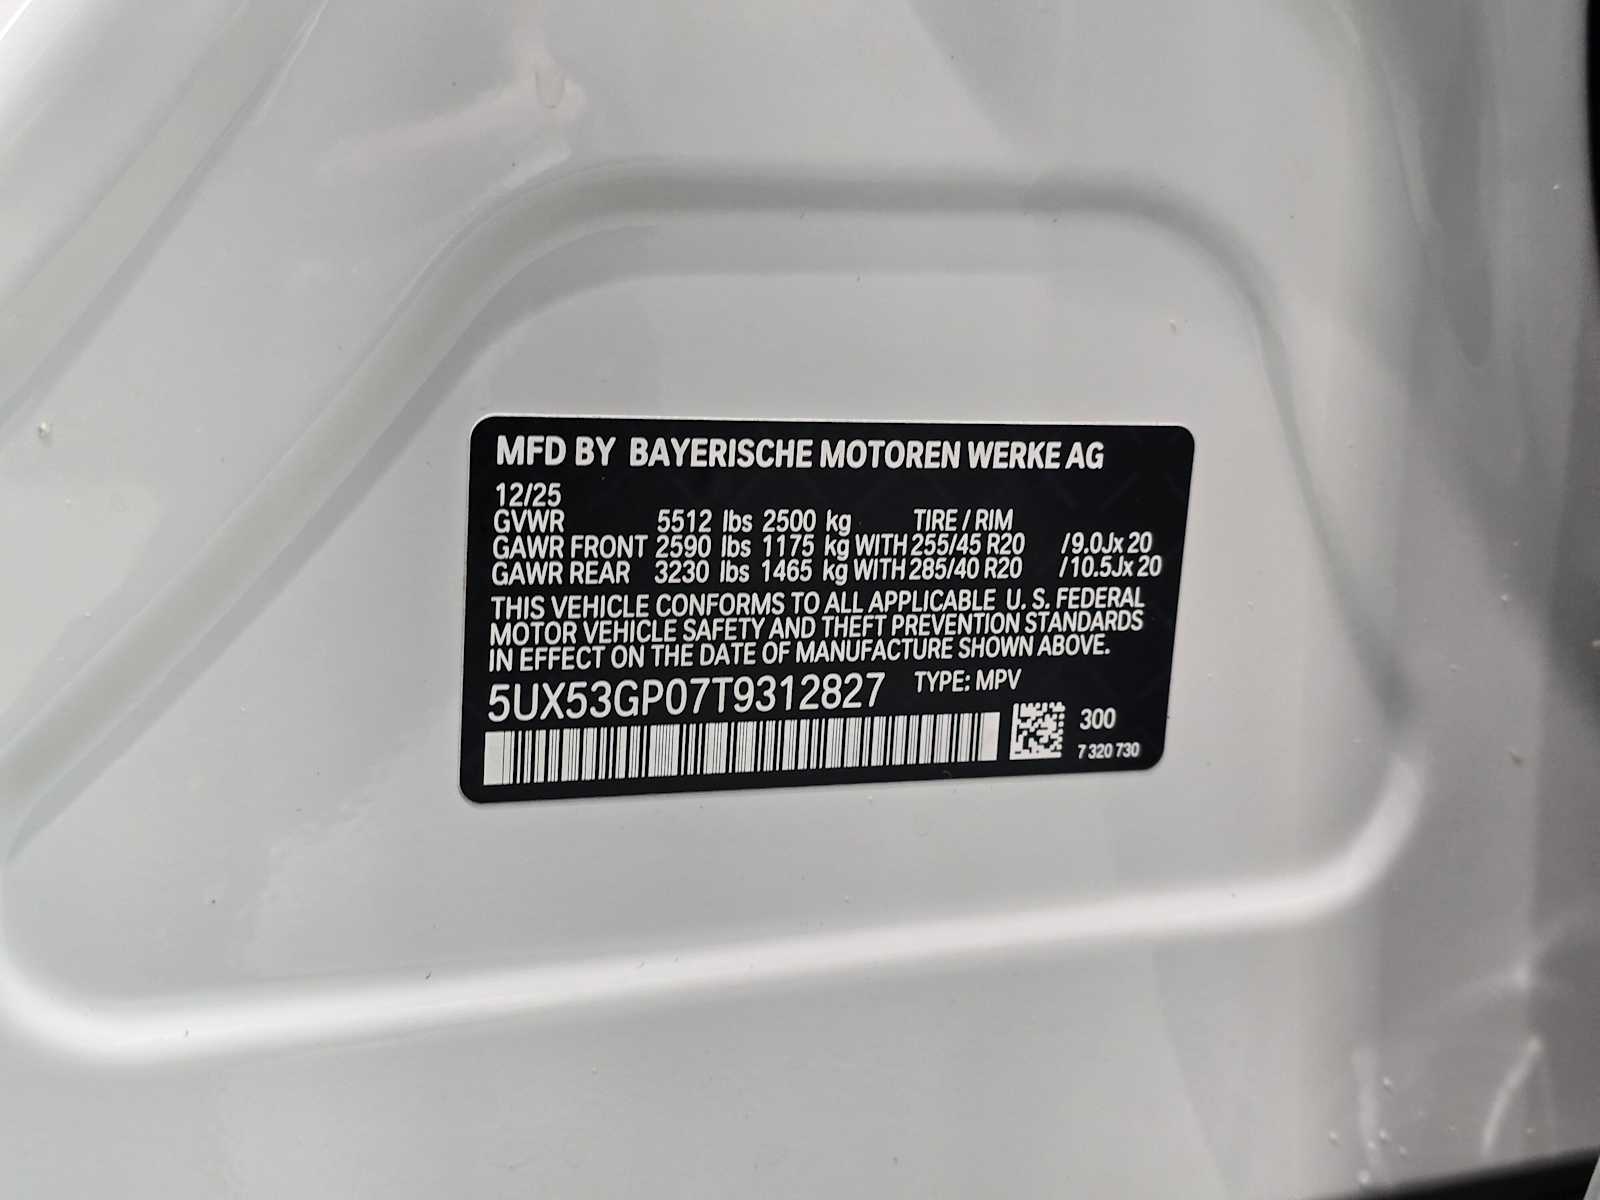 MFD BY BAYERISCHE MOTOREN WERKE AG
12/25
GVWR 5512 lbs 2500 kg TIRE / RIM
GAWR FRONT 2590 lbs 1175 kg WITH 255/45 R20 /9.0Jx 20
GAWR REAR 3230 lbs 1465 kg WITH 285/40 R20 /10.5Jx 20
THIS VEHICLE CONFORMS TO ALL APPLICABLE U. S. FEDERAL
MOTOR VEHICLE SAFETY AND THEFT PREVENTION STANDARDS
IN EFFECT ON THE DATE OF MANUFACTURE SHOWN ABOVE.
5UX53GP07T9312827 TYPE: MPV
300
7 320 730